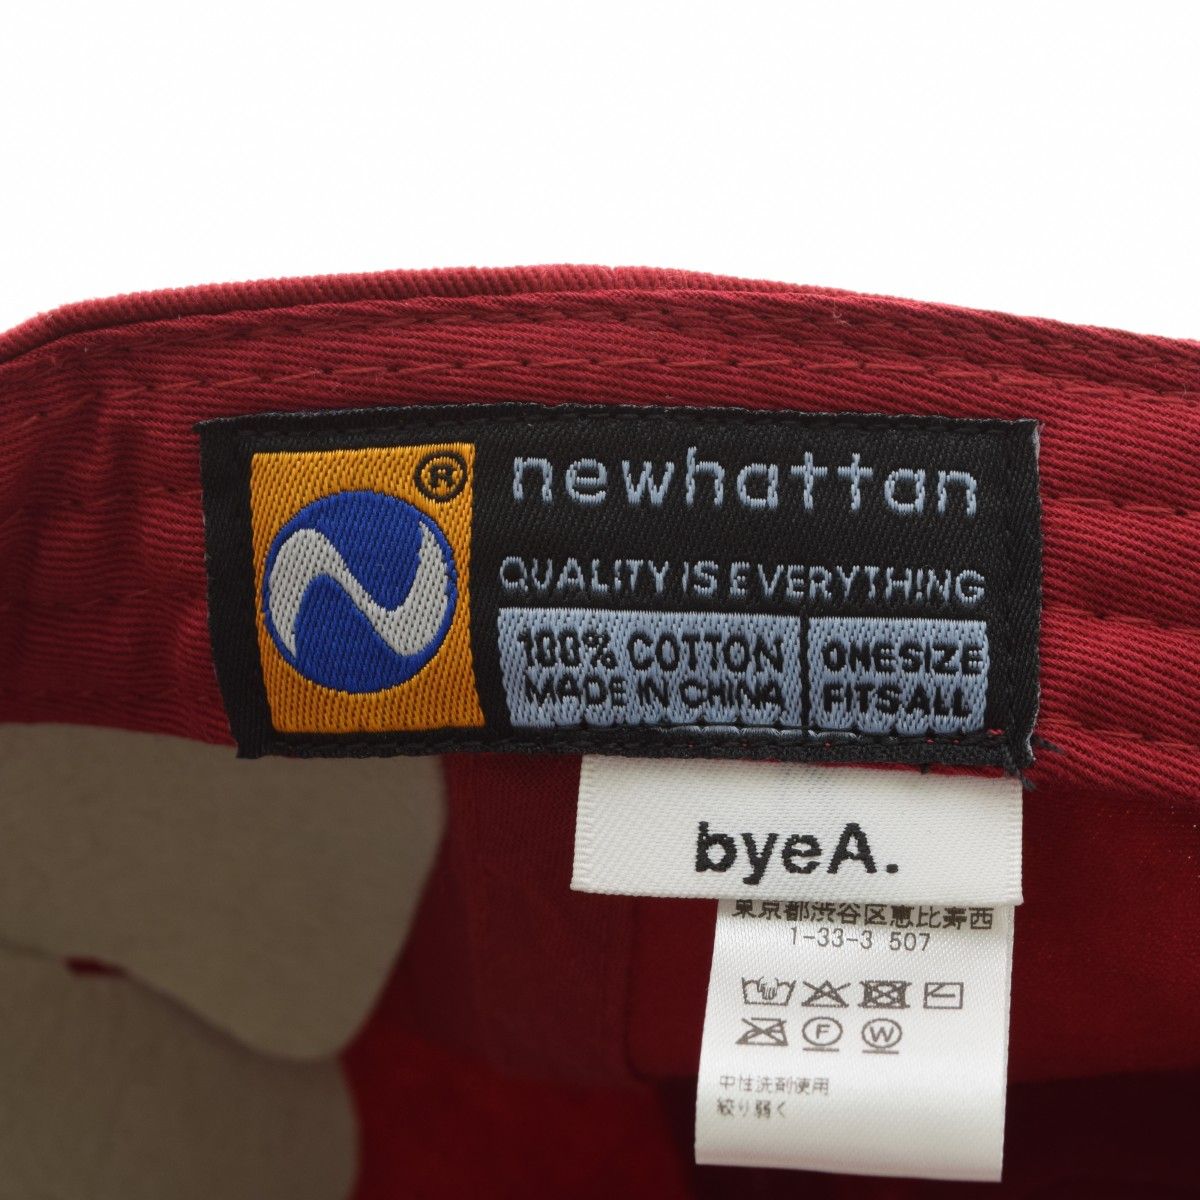 ®
newhattan
QUALITY IS EVERYTHING
100% COTTON
MADE IN CHINA
ONE SIZE
FITS ALL
byeA.
東京都渋谷区恵比寿西
1-33-3 507
F W
中性洗剤使用
絞り弱く